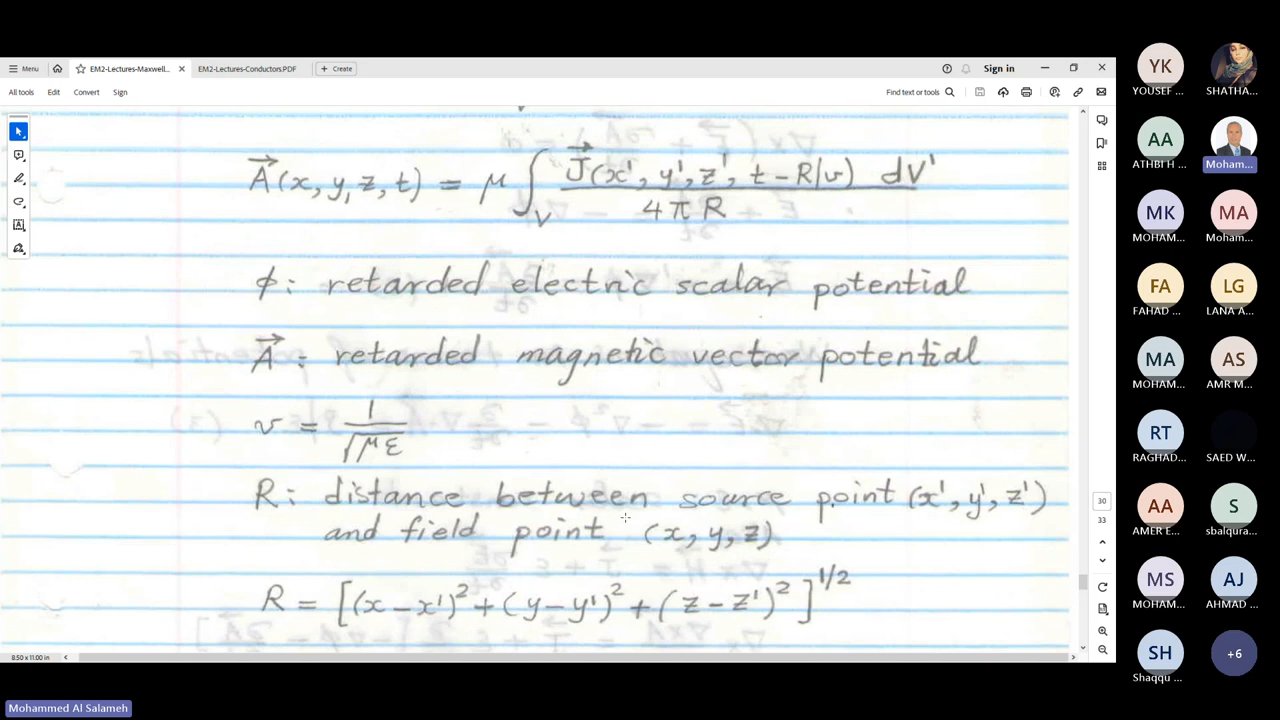 Menu
EM2-Lectures-Maxwell...
EM2-Lectures-Conductors.PDF
Create
Sign in
All tools
Edit
Convert
Sign
Find text or tools
A(x, y, z, t) = μ ∫V J(x', y', z', t - R/v) dV' / 4πR
ϕ: retarded electric scalar potential
A: retarded magnetic vector potential
v = 1 / √με
R: distance between source point (x', y', z')
and field point (x, y, z)
R = [(x - x')² + (y - y')² + (z - z')²]^1/2
30
33
8.50 x 11.00 in
YK
YOUSEF ...
SHATHA...
AA
ATHBI H ...
Moham...
MK
MOHAM...
MA
Moham...
FA
FAHAD ...
LG
LANA A...
MA
MOHAM...
AS
AMR M...
RT
RAGHAD...
SAED W...
AA
AMER E...
S
sbalqura...
MS
MOHAM...
AJ
AHMAD ...
SH
Shaqqu ...
+6
Mohammed Al Salameh